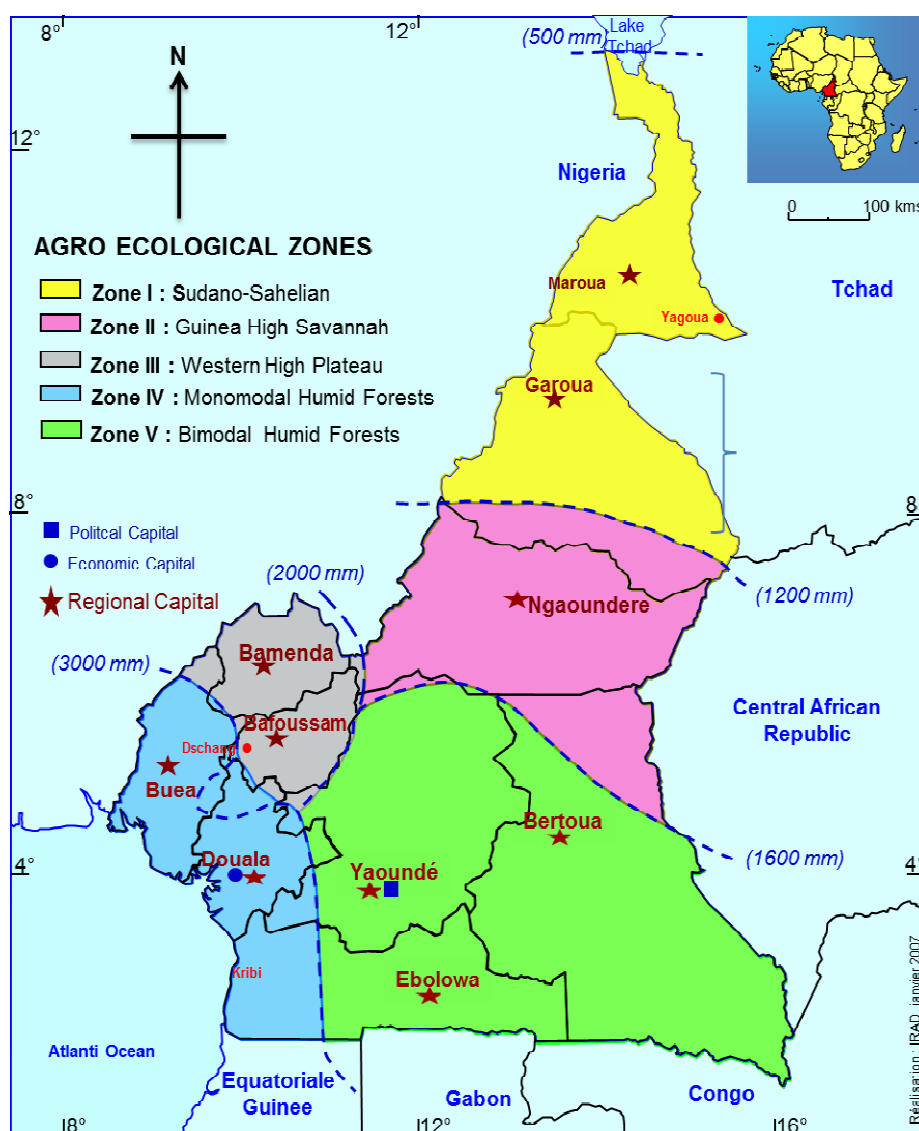 8°
12°
Lake
Tchad
(500 mm)
N
12°
Nigeria
0 100 kms
AGRO ECOLOGICAL ZONES
Zone I : Sudano-Sahelian
Zone II : Guinea High Savannah
Zone III : Western High Plateau
Zone IV : Monomodal Humid Forests
Zone V : Bimodal Humid Forests
Maroua
Tchad
Yagoua
Garoua
8°
8
Politcal Capital
Economic Capital
Regional Capital
(2000 mm)
(1200 mm)
Ngaoundere
Bamenda
(3000 mm)
Central African
Republic
Bafoussam
Dschang
Buea
Bertoua
(1600 mm)
Douala
Yaoundé
4°
4°
Kribi
Ebolowa
Atlanti Ocean
Equatoriale
Guinee
Gabon
Congo
Réalisation : IRAD, janvier 2007
8°
12°
16°